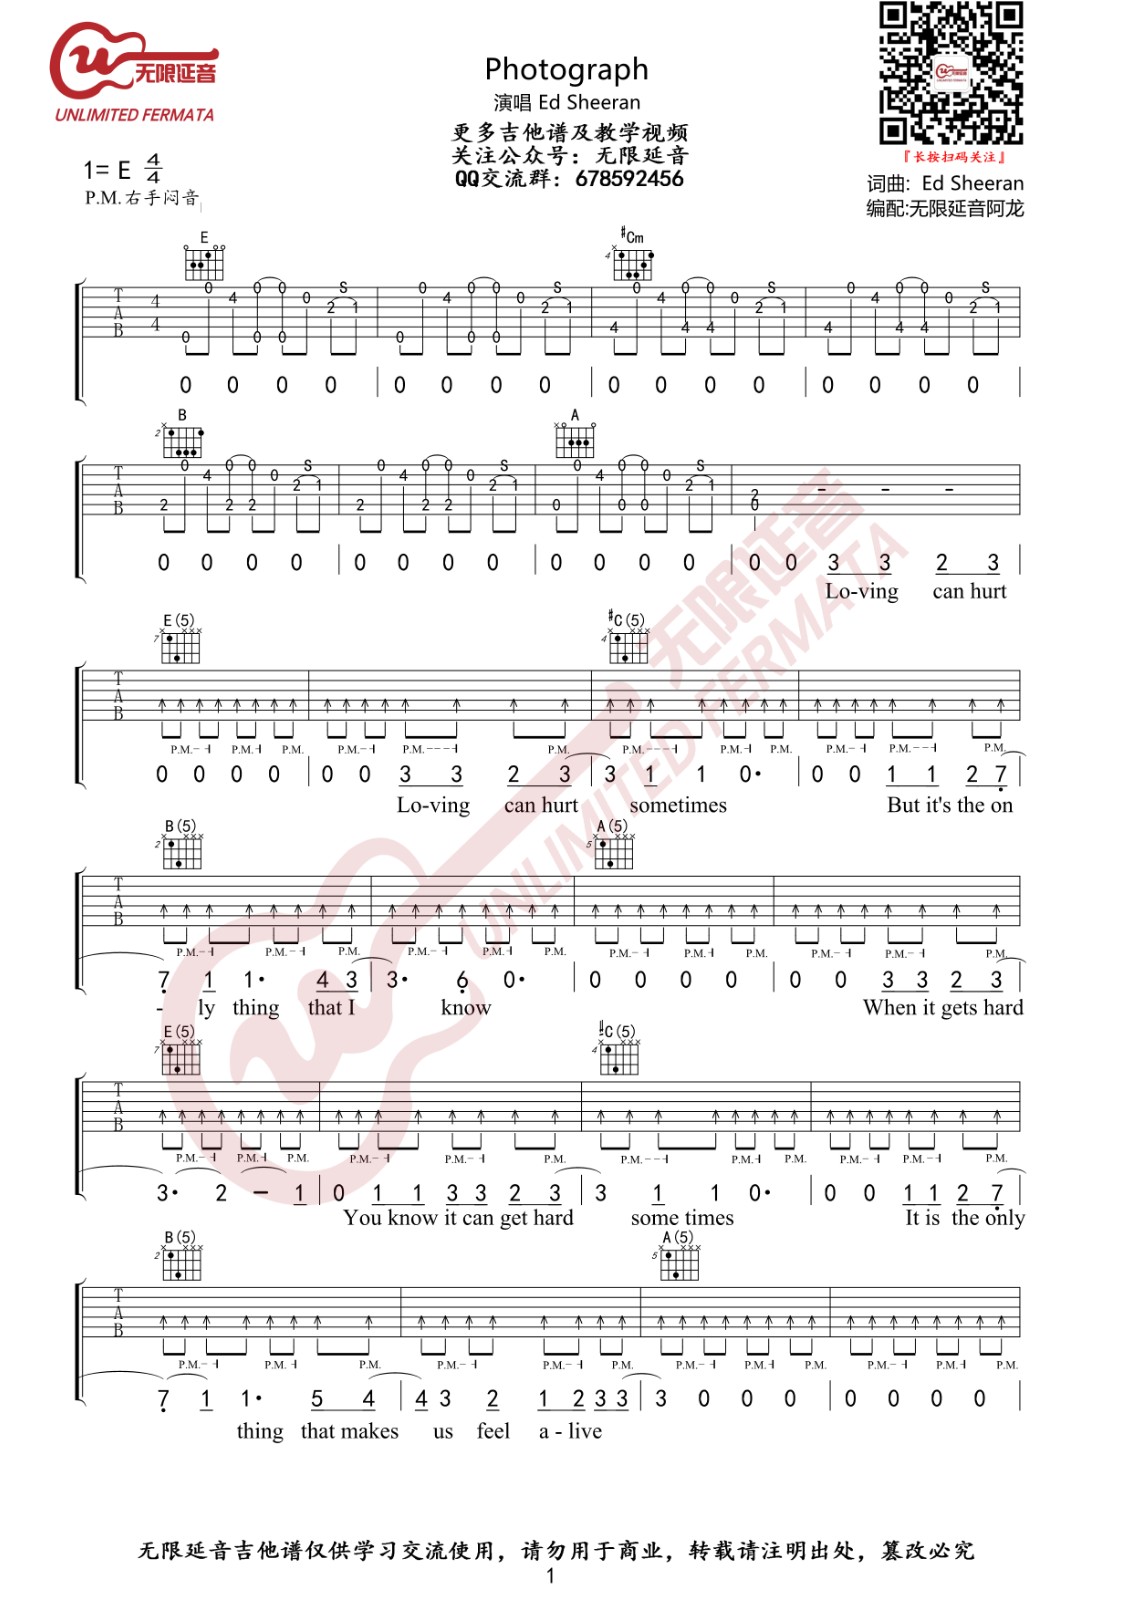 无限延音
UNLIMITED FERMATA
Photograph
演唱 Ed Sheeran
更多吉他谱及教学视频
关注公众号：无限延音
QQ交流群：678592456
『长按扫码关注』
1= E 4/4
P.M.右手闷音
词曲: Ed Sheeran
编配:无限延音阿龙
E #Cm
4
T A B 4 4
0 0 0 0 | 0 0 0 0 | 0 0 0 0 | 0 0 0 0
B A
2
T A B
0 0 0 0 | 0 0 0 0 | 0 0 0 0 | 0 0 3 3 2 3
Lo-ving can hurt
E(5) #C(5)
7 4
T A B
P.M. P.M. P.M. P.M. P.M. P.M. P.M. P.M. P.M. P.M. P.M. P.M.
0 0 0 0 | 0 0 3 3 2 3 | 3 1 1 0· | 0 0 1 1 2 7
Lo-ving can hurt sometimes But it's the on
B(5) A(5)
2 5
T A B
P.M. P.M. P.M. P.M. P.M. P.M. P.M. P.M. P.M. P.M. P.M. P.M.
7 1 1· 4 3 | 3· 6 0· | 0 0 0 0 | 0 0 3 3 2 3
- ly thing that I know When it gets hard
E(5) #C(5)
7 4
T A B
P.M. P.M. P.M. P.M. P.M. P.M. P.M. P.M. P.M. P.M. P.M. P.M.
3· 2 - 1 | 0 1 1 3 3 2 3 | 3 1 1 0· | 0 0 1 1 2 7
You know it can get hard some times It is the only
B(5) A(5)
2 5
T A B
P.M. P.M. P.M. P.M. P.M. P.M. P.M. P.M. P.M. P.M. P.M. P.M.
7 1 1· 5 4 | 4 3 2 1 2 3 3 | 3 0 0 0 | 0 0 0 0
thing that makes us feel a - live
无限延音吉他谱仅供学习交流使用，请勿用于商业，转载请注明出处，篡改必究
1